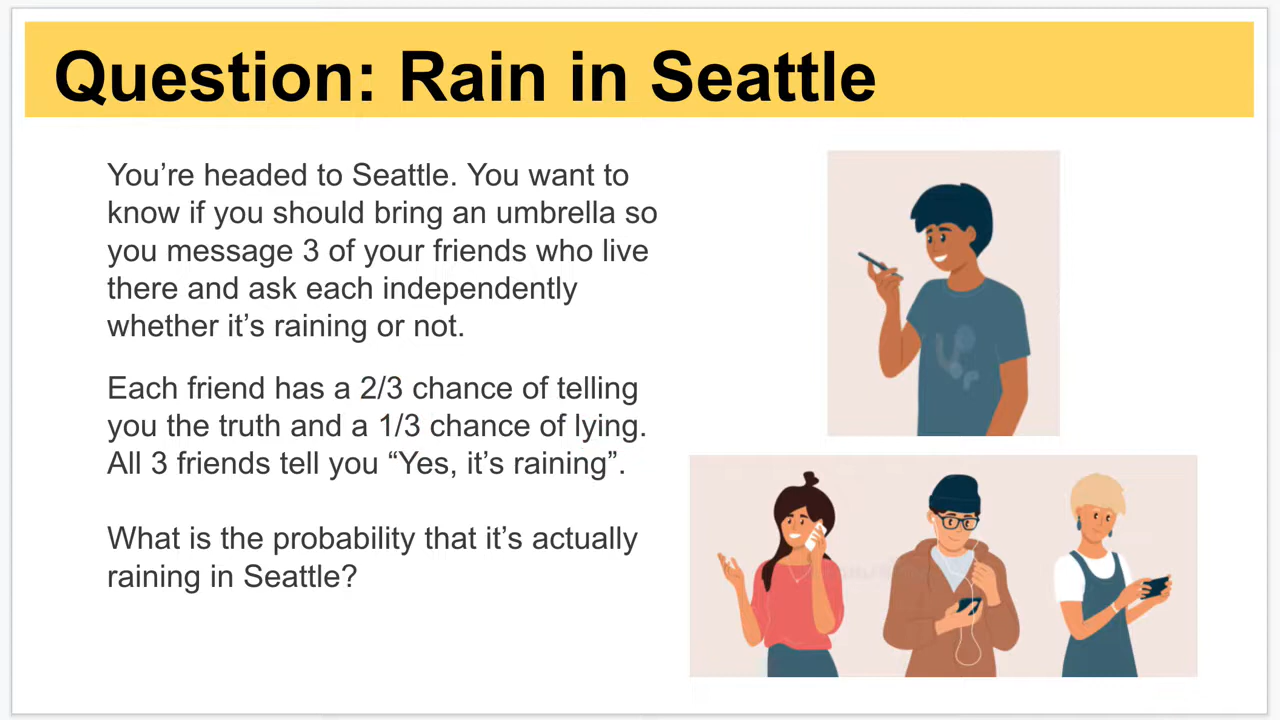 Question: Rain in Seattle
You’re headed to Seattle. You want to
know if you should bring an umbrella so
you message 3 of your friends who live
there and ask each independently
whether it’s raining or not.
Each friend has a 2/3 chance of telling
you the truth and a 1/3 chance of lying.
All 3 friends tell you “Yes, it’s raining”.
What is the probability that it’s actually
raining in Seattle?